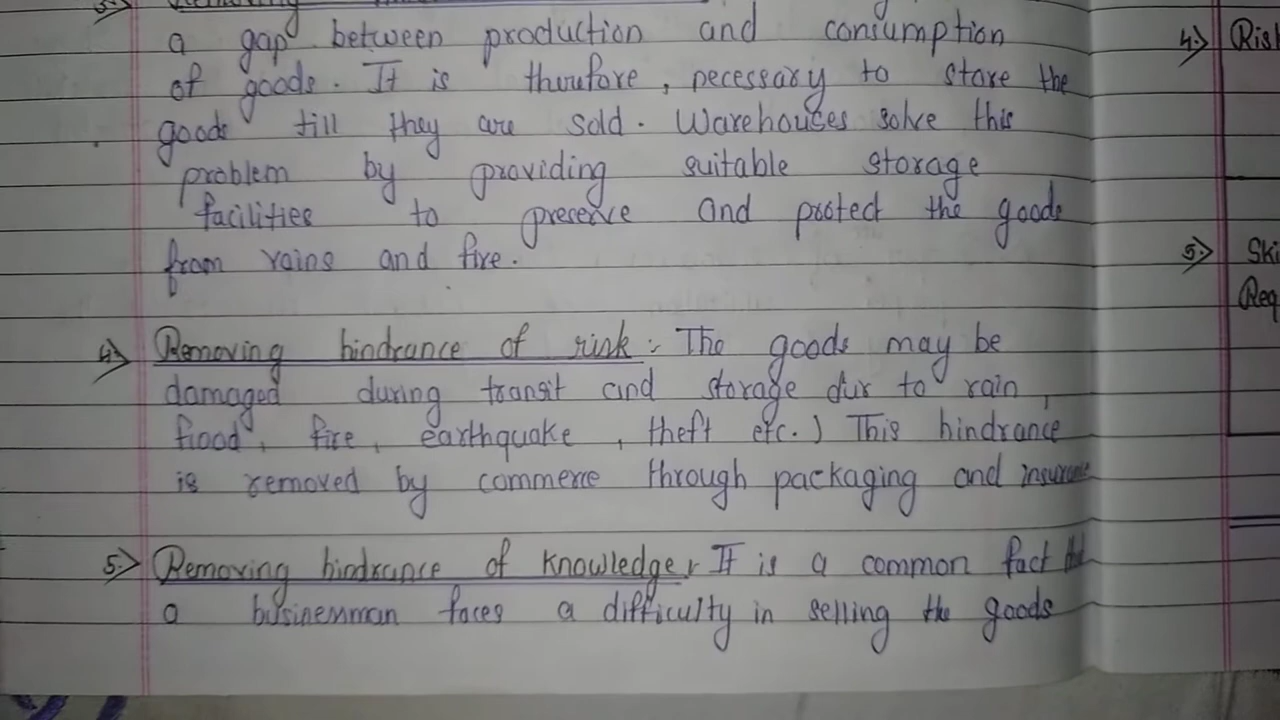 3>
a gap between production and consumption
of goods. It is therefore, necessary to store the
goods till they are sold. Warehouses solve this
problem by providing suitable storage
facilities to preserve and protect the goods
from rains and fire.
4> Removing hindrance of risk: The goods may be
damaged during transit and storage dur to rain,
flood, fire, earthquake, theft etc.) This hindrance
is removed by commerce through packaging and insurance
5.> Removing hindrance of knowledge: It is a common fact
a businessman faces a difficulty in selling the goods
4.>
5.>